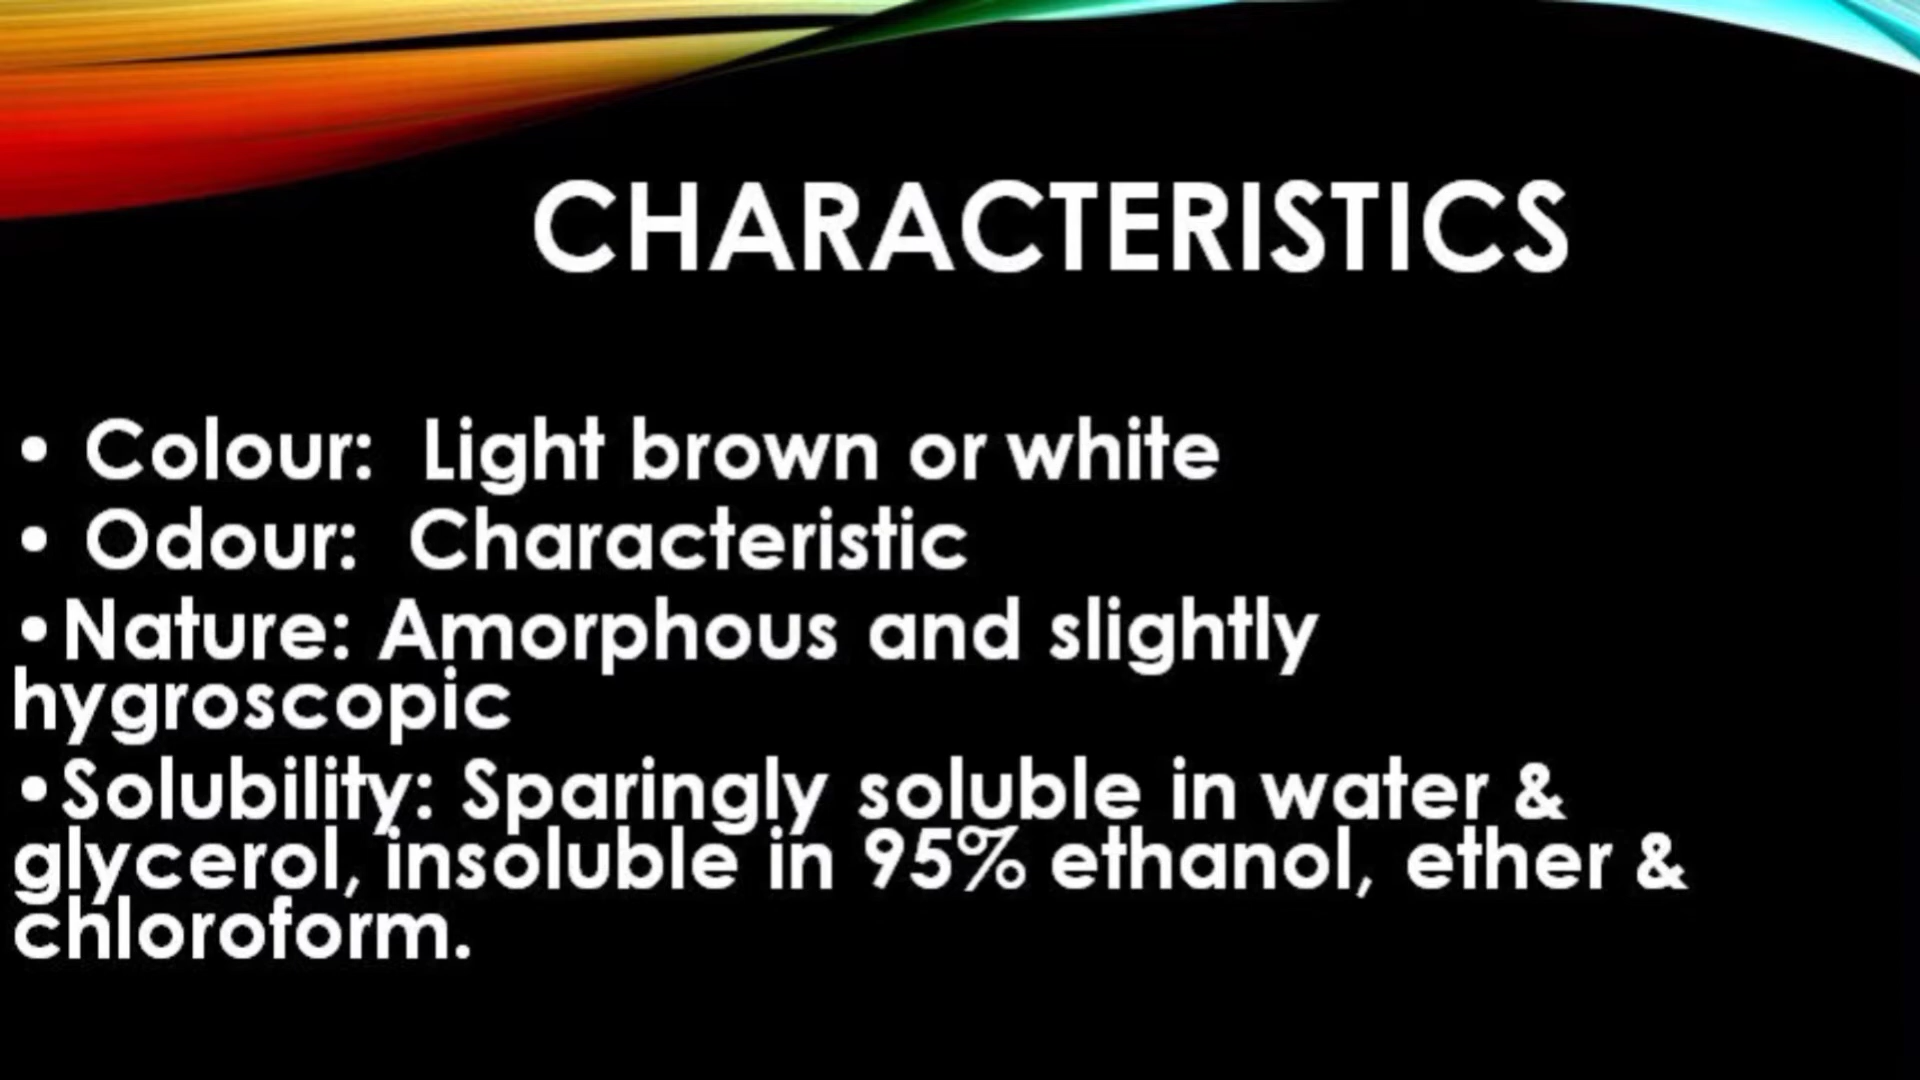 CHARACTERISTICS
• Colour: Light brown or white
• Odour: Characteristic
• Nature: Amorphous and slightly
hygroscopic
• Solubility: Sparingly soluble in water &
glycerol, insoluble in 95% ethanol, ether &
chloroform.